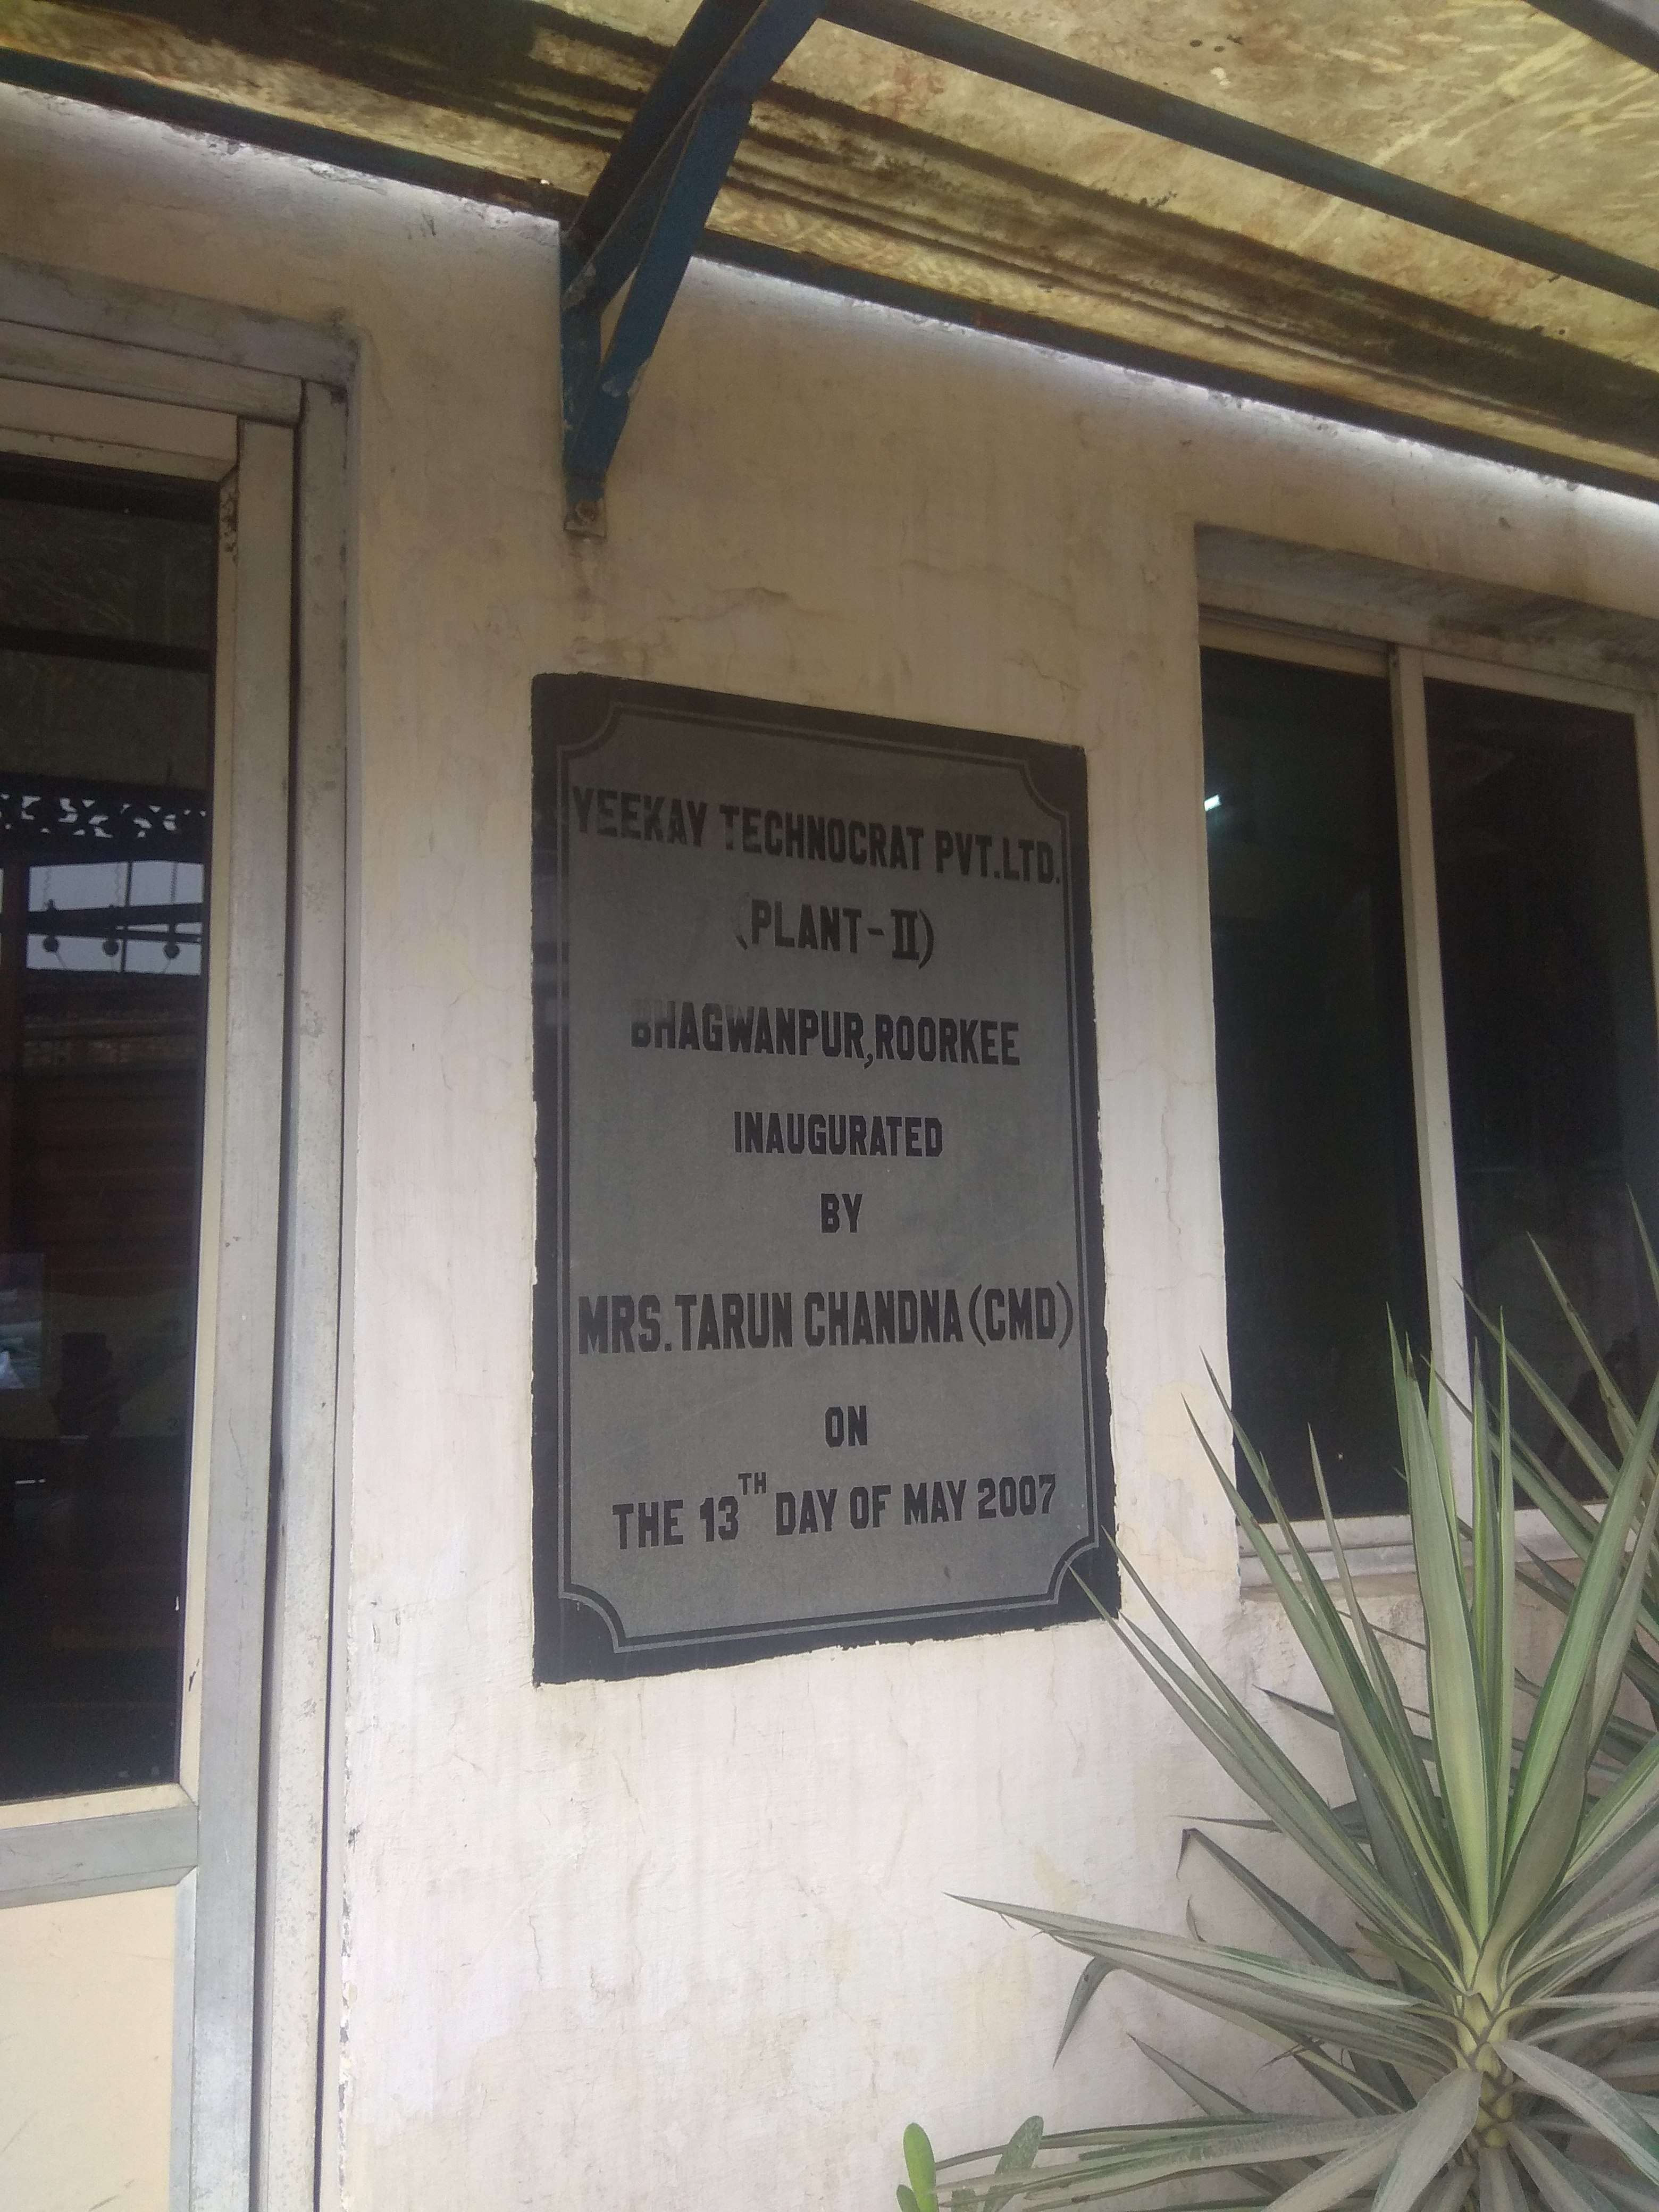 YEEKAY TECHNOCRAT PVT.LTD.
(PLANT-II)
BHAGWANPUR,ROORKEE
INAUGURATED
BY
MRS.TARUN CHANDNA(CMD)
ON
THE 13TH DAY OF MAY 2007